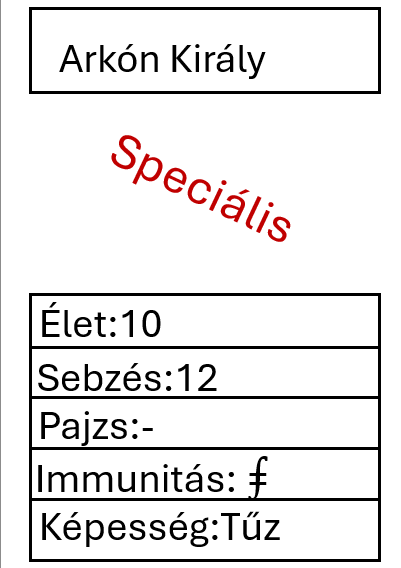 Arkón Király
Speciális
Élet:10
Sebzés:12
Pajzs:-
Immunitás: ⨎
Képesség:Tűz